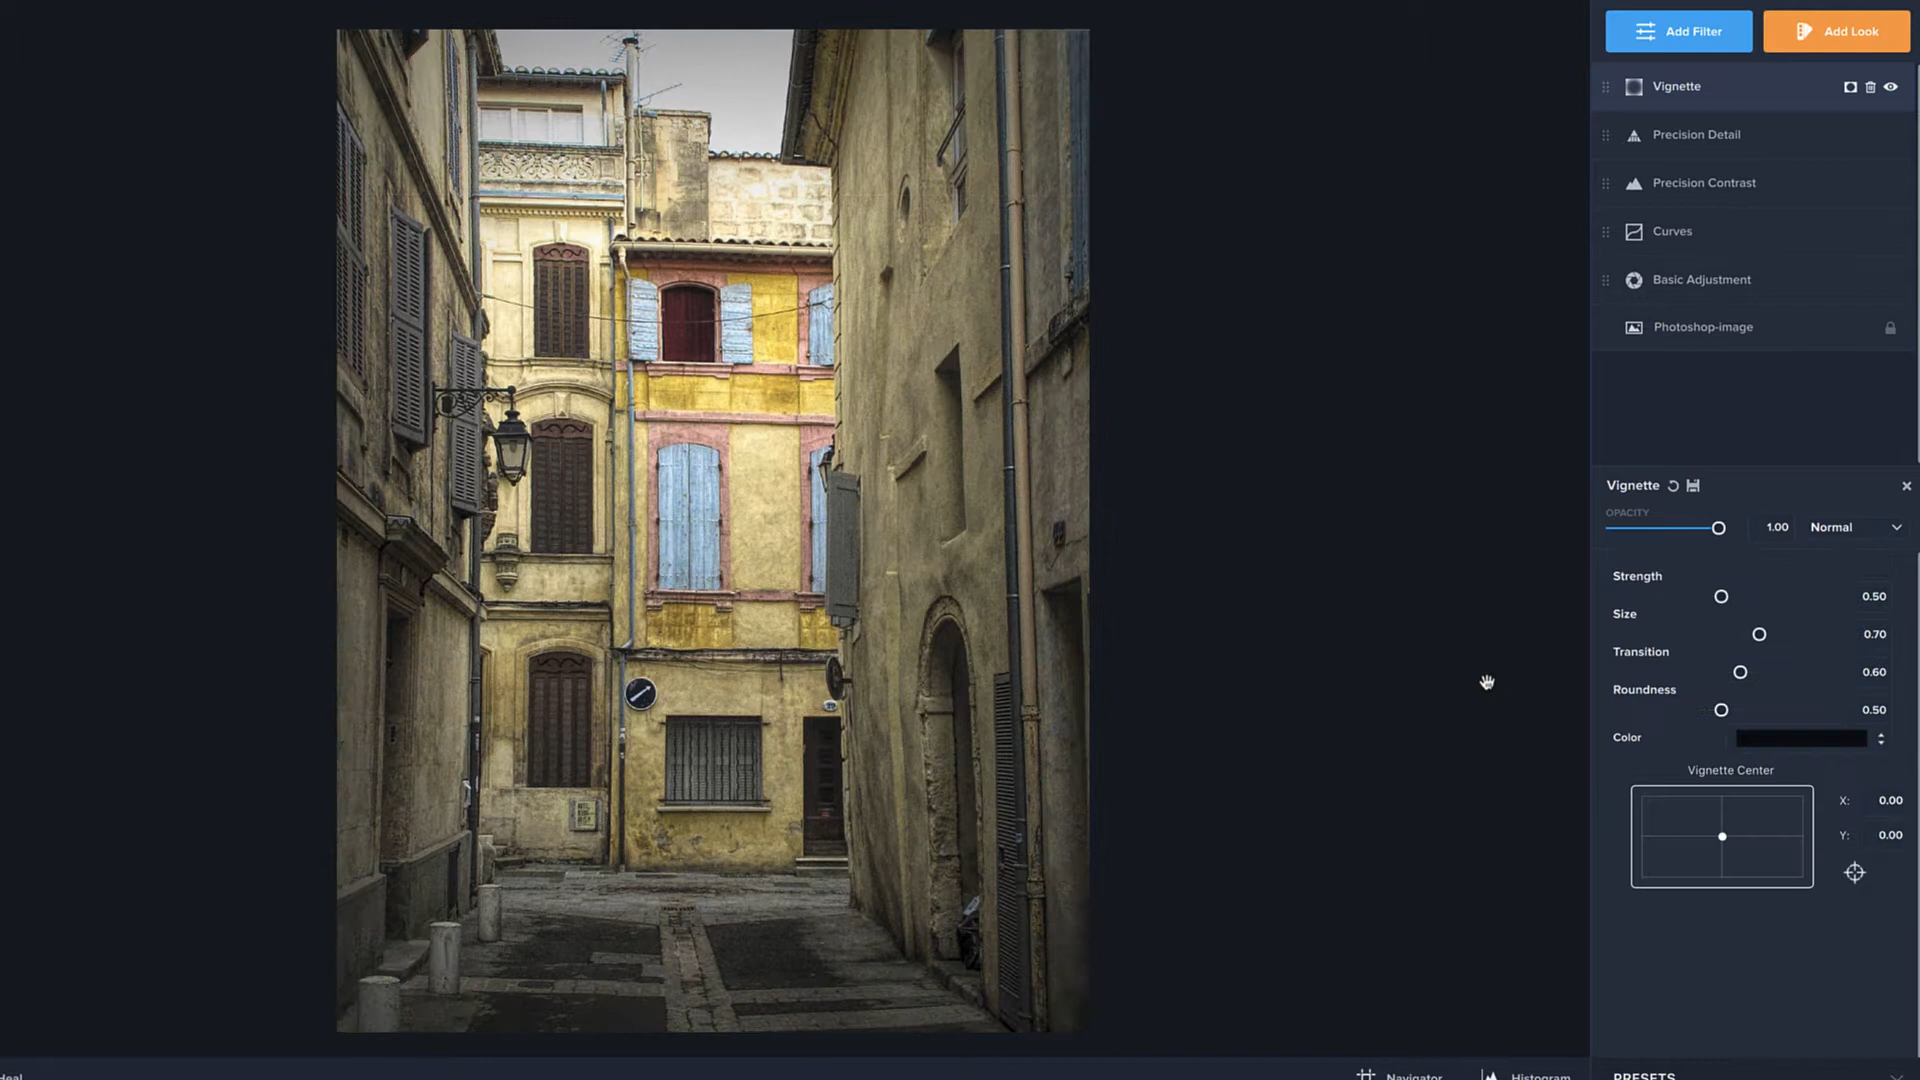 Add Filter
Add Look
Vignette
Precision Detail
Precision Contrast
Curves
Basic Adjustment
Photoshop-image
Vignette
OPACITY
1.00
Normal
Strength
0.50
Size
0.70
Transition
0.60
Roundness
0.50
Color
Vignette Center
X: 0.00
Y: 0.00
Heal
Navigator
Histogram
PRESETS